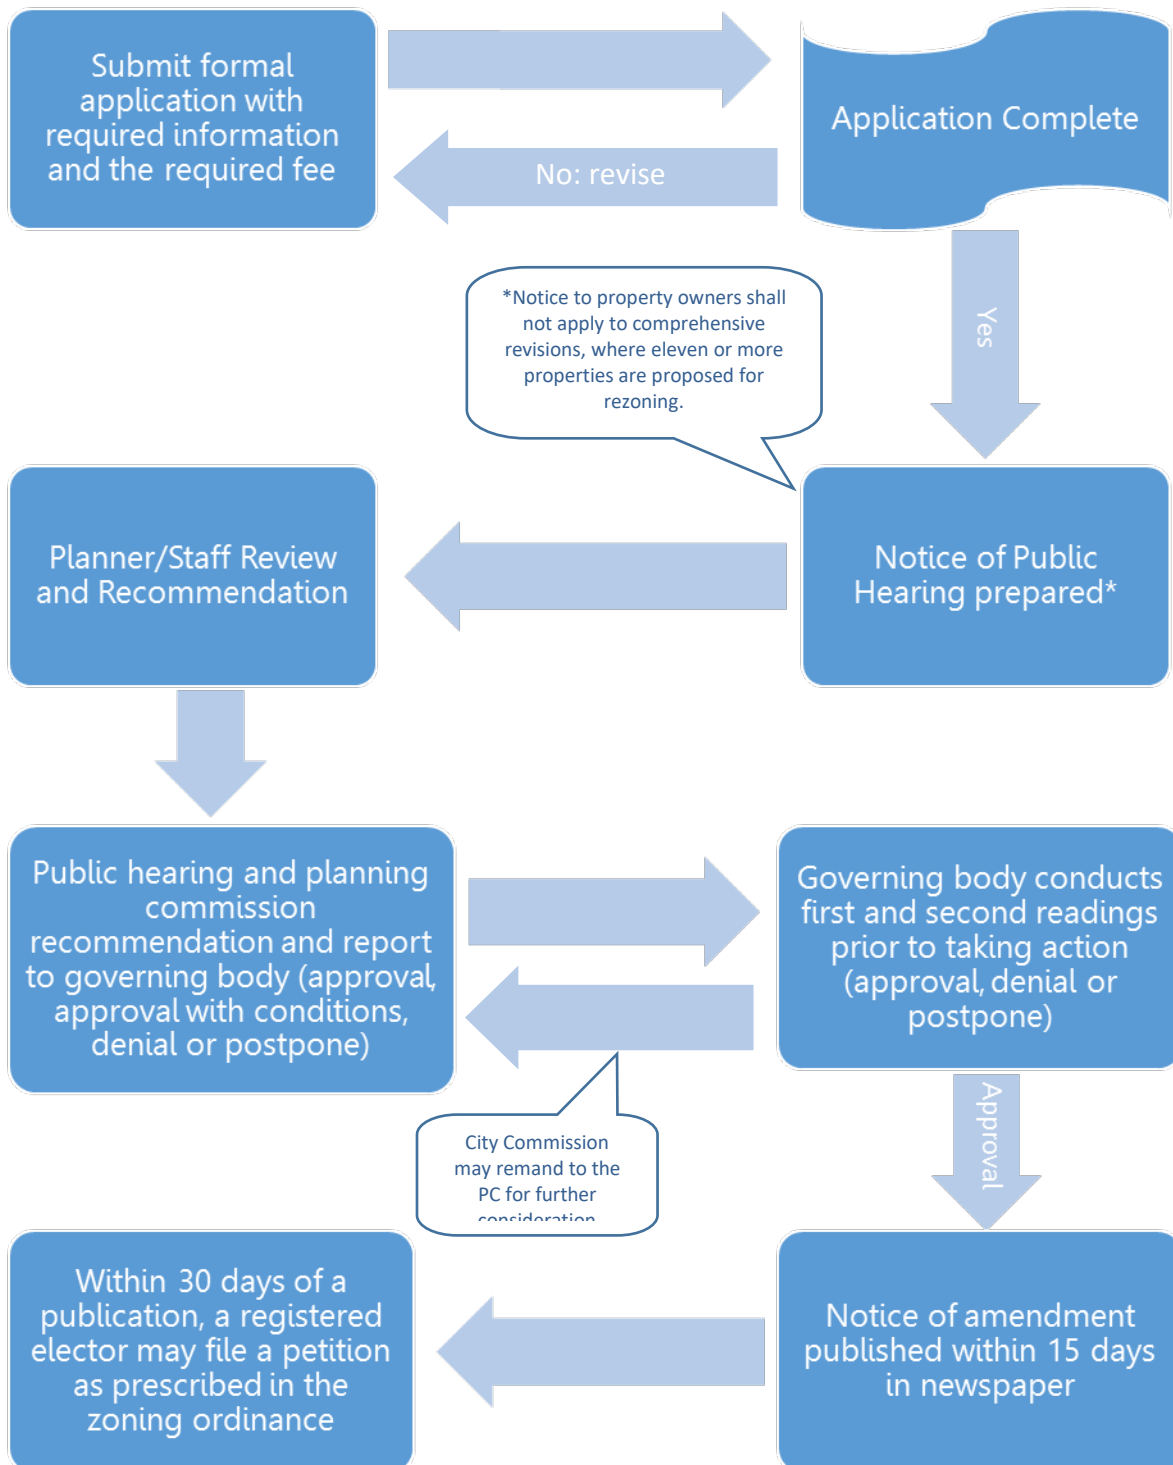 Submit formal
application with
required information
and the required fee
Application Complete
No: revise
Yes
*Notice to property owners shall
not apply to comprehensive
revisions, where eleven or more
properties are proposed for
rezoning.
Planner/Staff Review
and Recommendation
Notice of Public
Hearing prepared*
Public hearing and planning
commission
recommendation and report
to governing body (approval,
approval with conditions,
denial or postpone)
Governing body conducts
first and second readings
prior to taking action
(approval, denial or
postpone)
City Commission
may remand to the
PC for further
consideration
Approval
Within 30 days of a
publication, a registered
elector may file a petition
as prescribed in the
zoning ordinance
Notice of amendment
published within 15 days
in newspaper